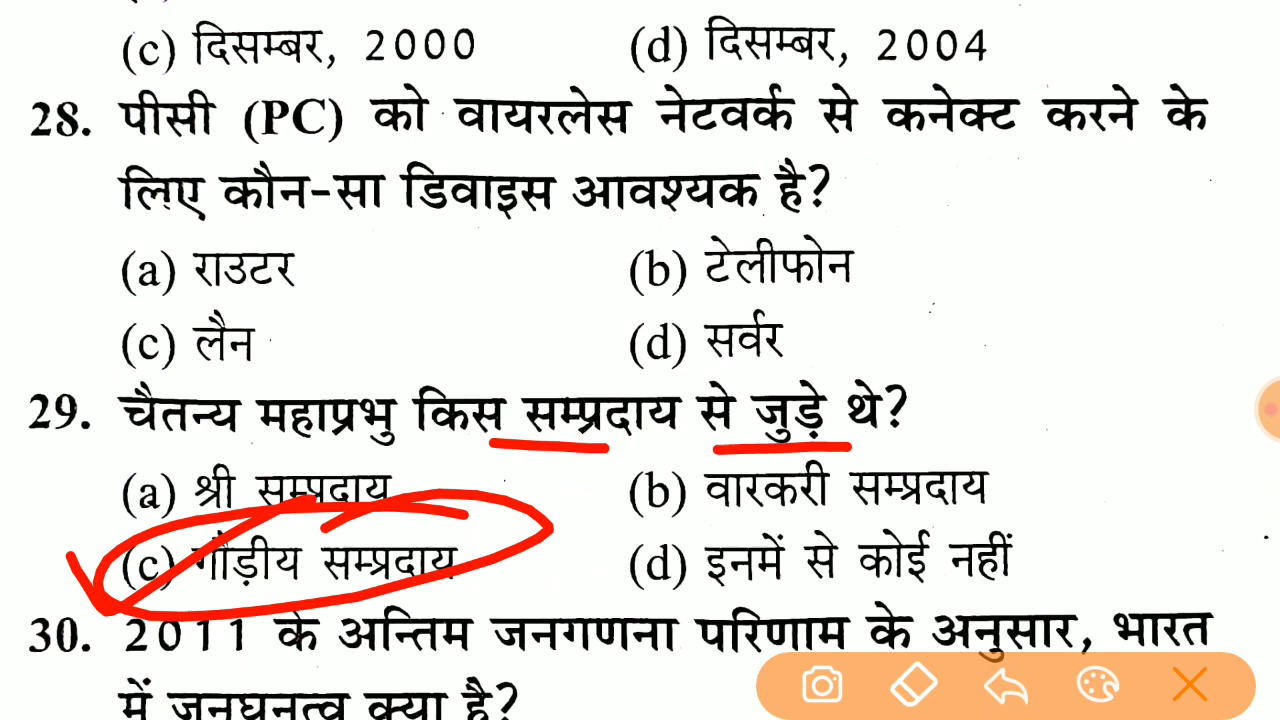 (c) दिसम्बर, 2000 (d) दिसम्बर, 2004
28. पीसी (PC) को वायरलेस नेटवर्क से कनेक्ट करने के
लिए कौन-सा डिवाइस आवश्यक है?
(a) राउटर (b) टेलीफोन
(c) लैन (d) सर्वर
29. चैतन्य महाप्रभु किस सम्प्रदाय से जुड़े थे?
(a) श्री सम्प्रदाय (b) वारकरी सम्प्रदाय
(c) गौड़ीय सम्प्रदाय (d) इनमें से कोई नहीं
30. 2011 के अन्तिम जनगणना परिणाम के अनुसार, भारत
में जनघनत्व क्या है?